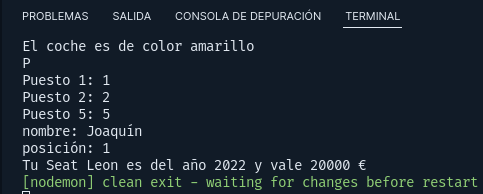 PROBLEMAS SALIDA CONSOLA DE DEPURACIÓN TERMINAL
El coche es de color amarillo
P
Puesto 1: 1
Puesto 2: 2
Puesto 5: 5
nombre: Joaquín
posición: 1
Tu Seat Leon es del año 2022 y vale 20000 €
[nodemon] clean exit - waiting for changes before restart